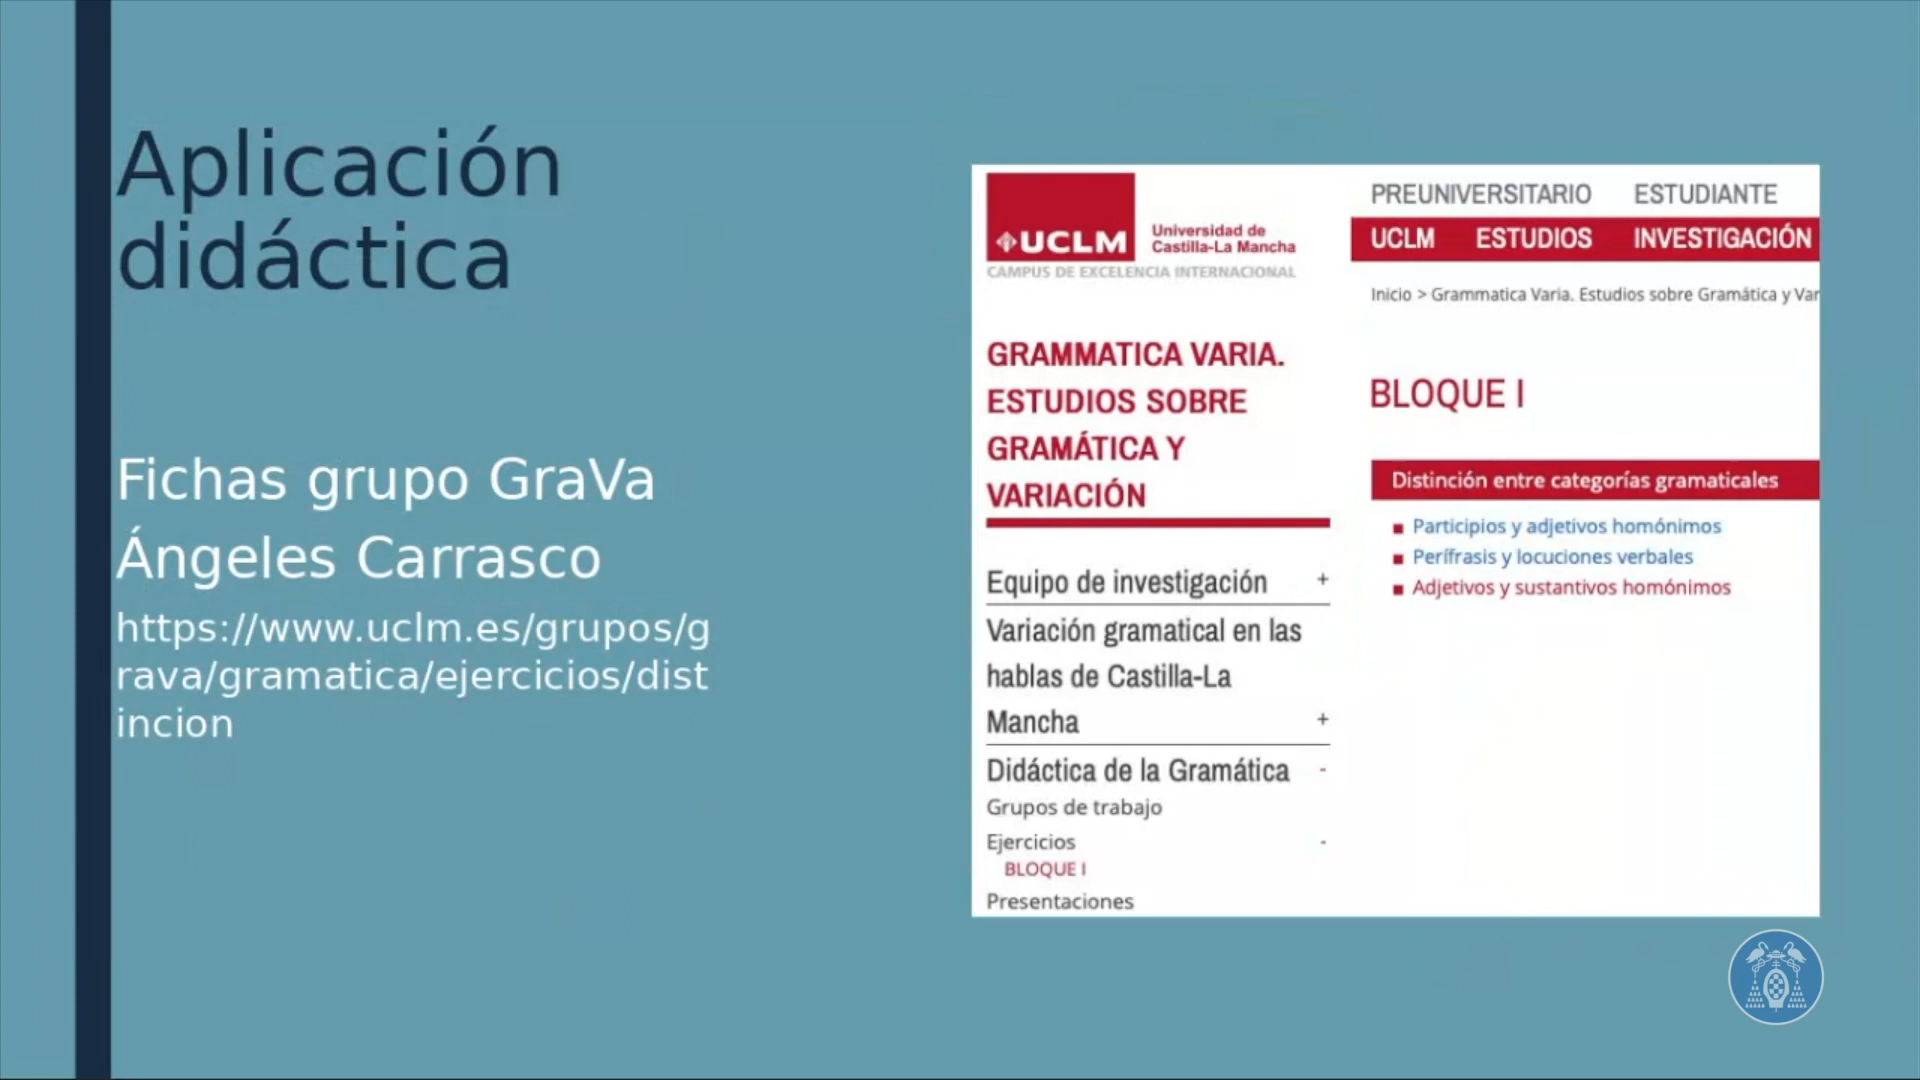 Aplicación
didáctica
Fichas grupo GraVa
Ángeles Carrasco
https://www.uclm.es/grupos/g
rava/gramatica/ejercicios/dist
incion
UCLM
Universidad de
Castilla-La Mancha
CAMPUS DE EXCELENCIA INTERNACIONAL
GRAMMATICA VARIA.
ESTUDIOS SOBRE
GRAMÁTICA Y
VARIACIÓN
Equipo de investigación +
Variación gramatical en las
hablas de Castilla-La
Mancha +
Didáctica de la Gramática -
Grupos de trabajo
Ejercicios -
BLOQUE I
Presentaciones
PREUNIVERSITARIO ESTUDIANTE
UCLM ESTUDIOS INVESTIGACIÓN
Inicio > Grammatica Varia. Estudios sobre Gramática y Var
BLOQUE I
Distinción entre categorías gramaticales
Participios y adjetivos homónimos
Perífrasis y locuciones verbales
Adjetivos y sustantivos homónimos